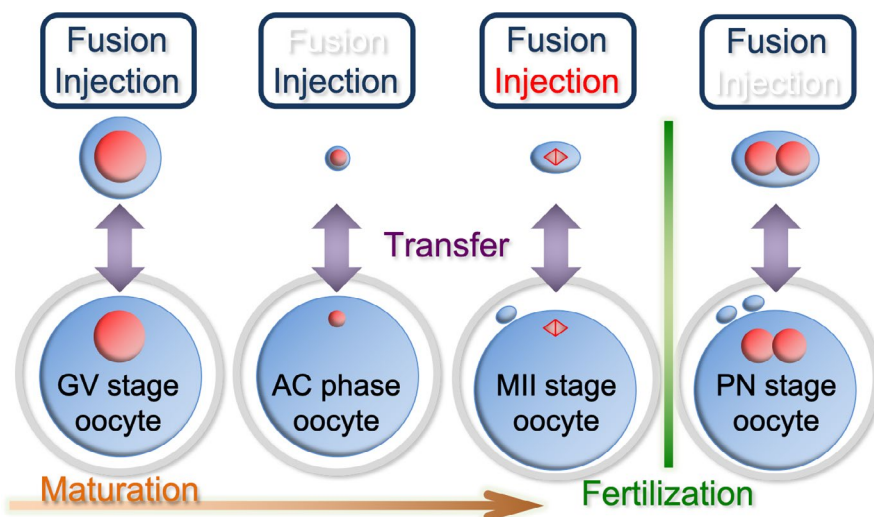 Fusion
Injection
Fusion
Injection
Fusion
Injection
Fusion
Injection
Transfer
GV stage
oocyte
AC phase
oocyte
MII stage
oocyte
PN stage
oocyte
Maturation
Fertilization